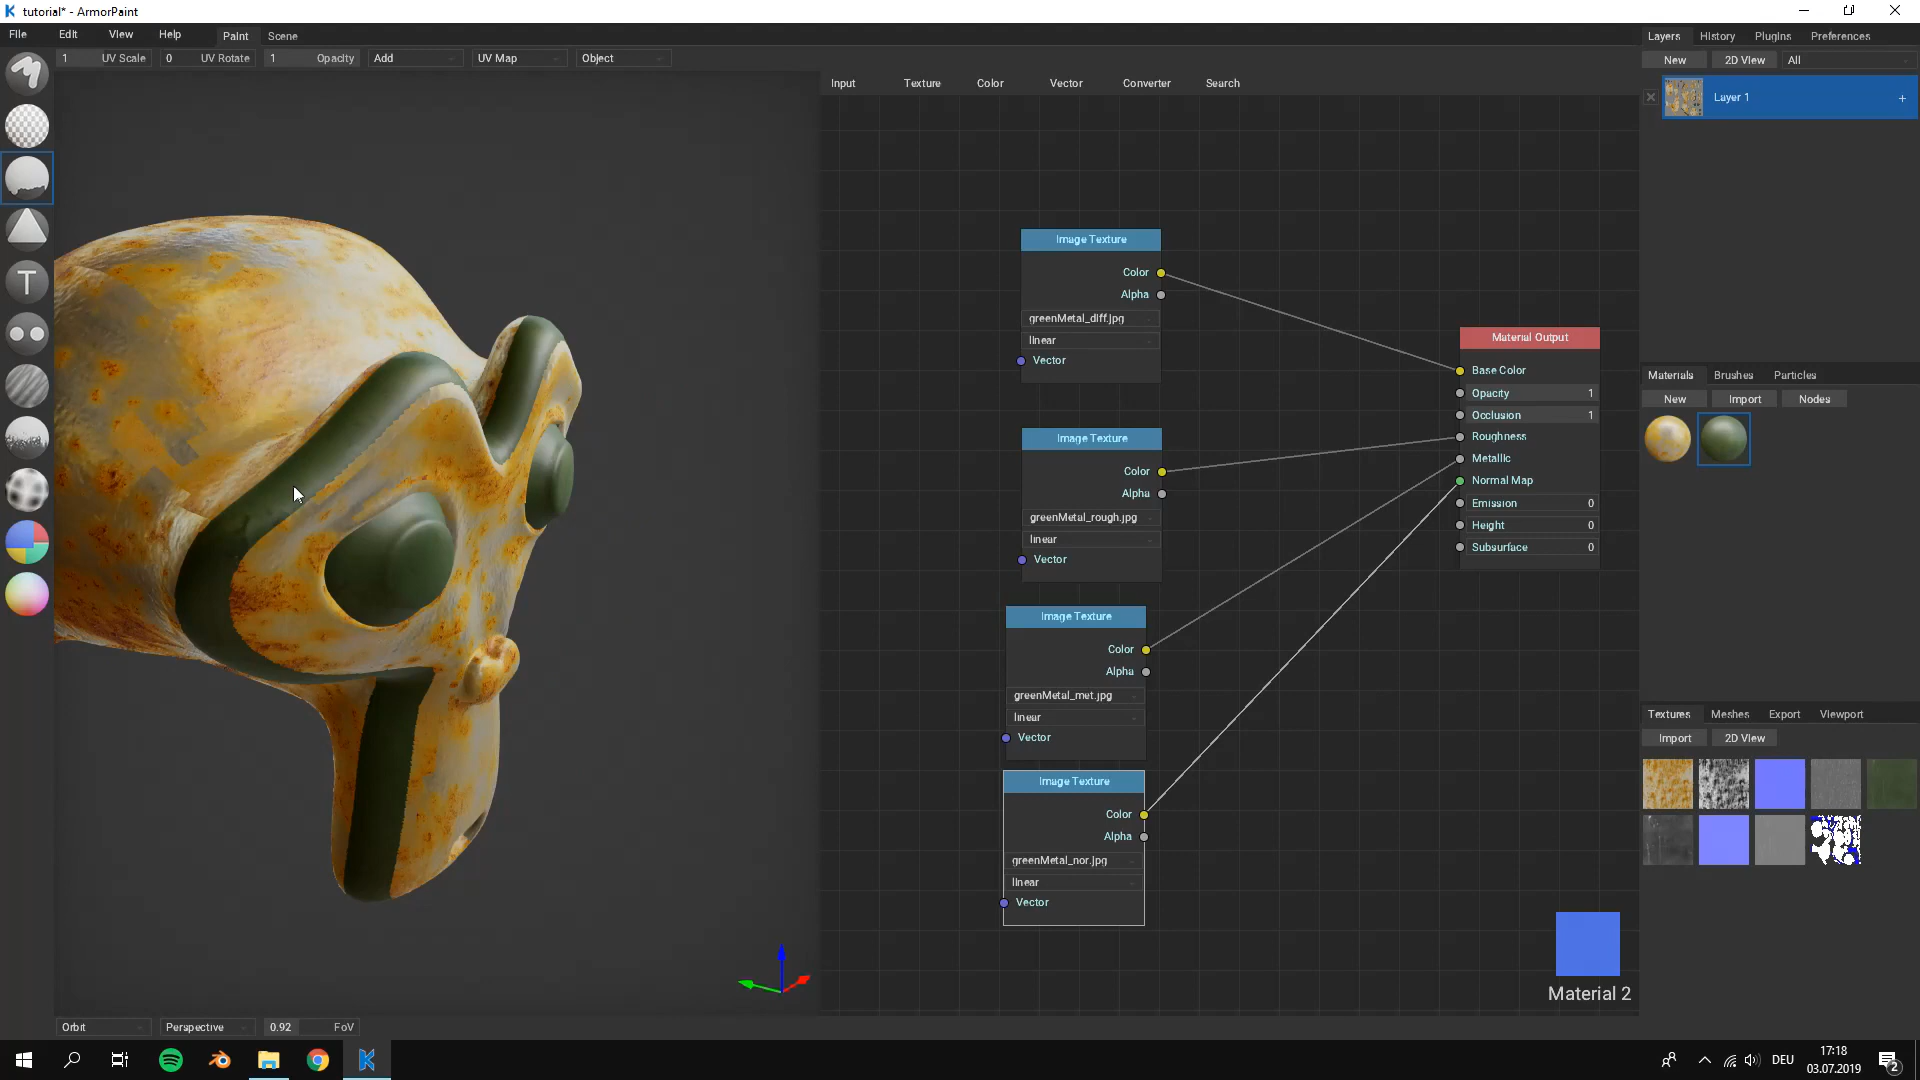 tutorial* - ArmorPaint
File Edit View Help Paint Scene
1 UV Scale 0 UV Rotate 1 Opacity Add UV Map Object
Input Texture Color Vector Converter Search
Image Texture
Color
Alpha
greenMetal_diff.jpg
linear
Vector
Image Texture
Color
Alpha
greenMetal_rough.jpg
linear
Vector
Image Texture
Color
Alpha
greenMetal_met.jpg
linear
Vector
Image Texture
Color
Alpha
greenMetal_nor.jpg
linear
Vector
Material Output
Base Color
Opacity 1
Occlusion 1
Roughness
Metallic
Normal Map
Emission 0
Height 0
Subsurface 0
Material 2
Layers History Plugins Preferences
New 2D View All
Layer 1 +
Materials Brushes Particles
New Import Nodes
Textures Meshes Export Viewport
Import 2D View
T
Orbit Perspective 0.92 FoV
DEU
17:18
03.07.2019
2